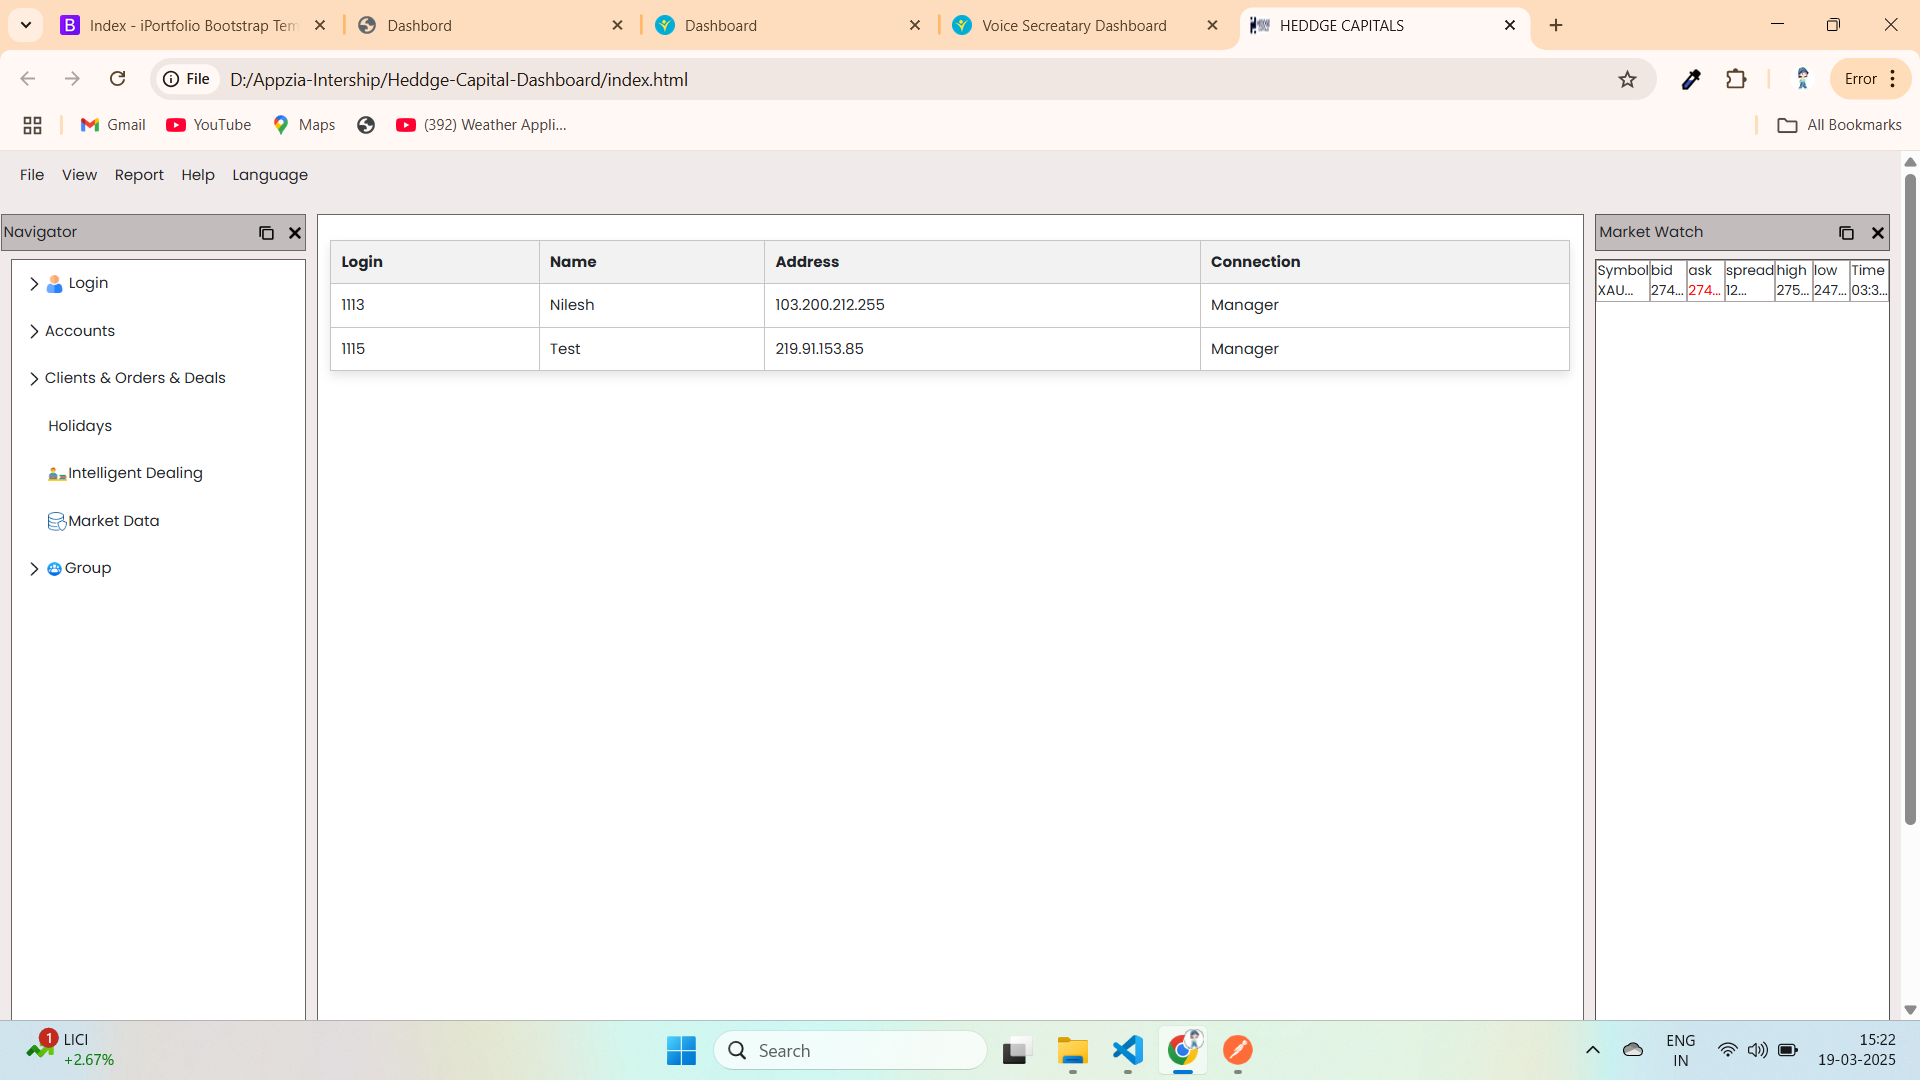 Index - iPortfolio Bootstrap Tem
Dashbord
Dashboard
Voice Secreatary Dashboard
HEDDGE CAPITALS
File
D:/Appzia-Intership/Heddge-Capital-Dashboard/index.html
Error
Gmail
YouTube
Maps
(392) Weather Appli...
All Bookmarks
File View Report Help Language
Navigator
Login
Accounts
Clients & Orders & Deals
Holidays
Intelligent Dealing
Market Data
Group
Login Name Address Connection
1113 Nilesh 103.200.212.255 Manager
1115 Test 219.91.153.85 Manager
Market Watch
Symbol bid ask spread high low Time
XAU... 274... 274... 12... 275... 247... 03:3...
1
LICI
+2.67%
Search
ENG
IN
15:22
19-03-2025